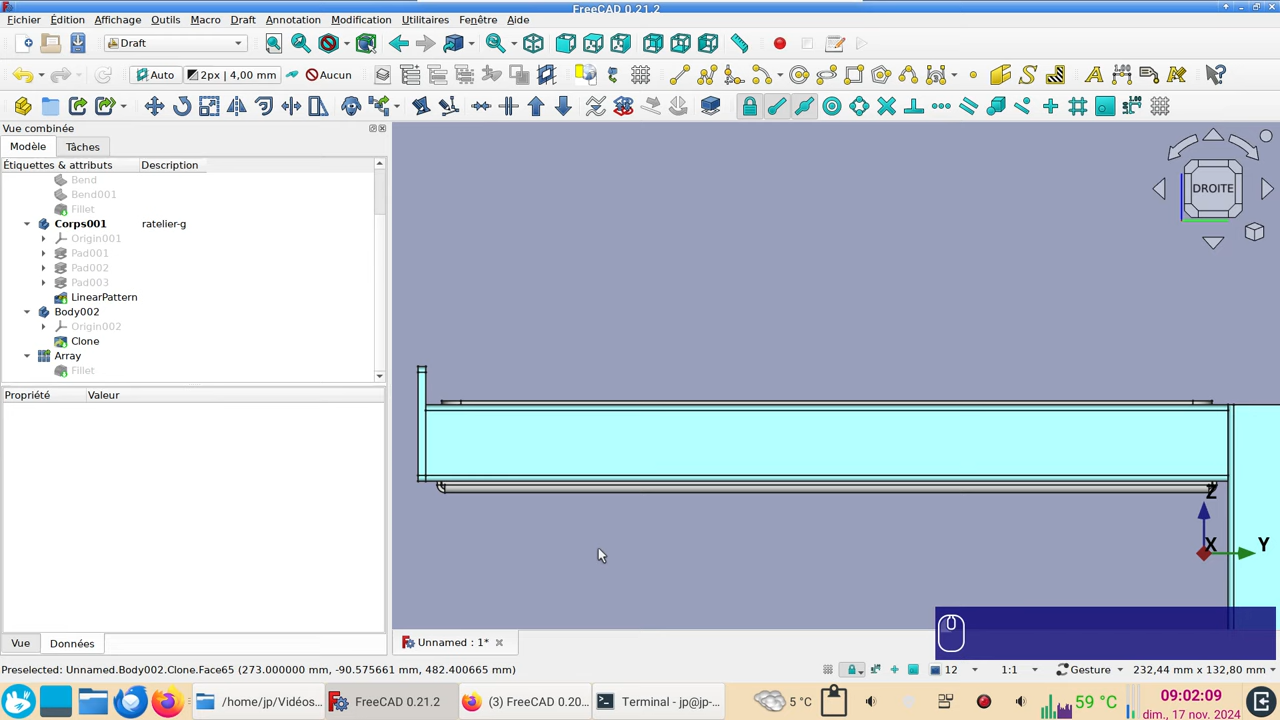 FreeCAD 0.21.2
Fichier Édition Affichage Outils Macro Draft Annotation Modification Utilitaires Fenêtre Aide
Draft
Auto 2px | 4,00 mm Aucun
Vue combinée
Modèle Tâches
Étiquettes & attributs Description
Bend
Bend001
Fillet
Corps001 ratelier-g
Origin001
Pad001
Pad002
Pad003
LinearPattern
Body002
Origin002
Clone
Array
Fillet
Propriété Valeur
DROITE
Z
X
Y
Vue Données
Unnamed : 1*
Preselected: Unnamed.Body002.Clone.Face65 (273.000000 mm, -90.575661 mm, 482.400665 mm)
12 1:1 Gesture 232,44 mm x 132,80 mm
/home/jp/Vidéos... FreeCAD 0.21.2 (3) FreeCAD 0.20... Terminal - jp@jp-... 5 °C 59 °C
09:02:09
dim., 17 nov. 2024